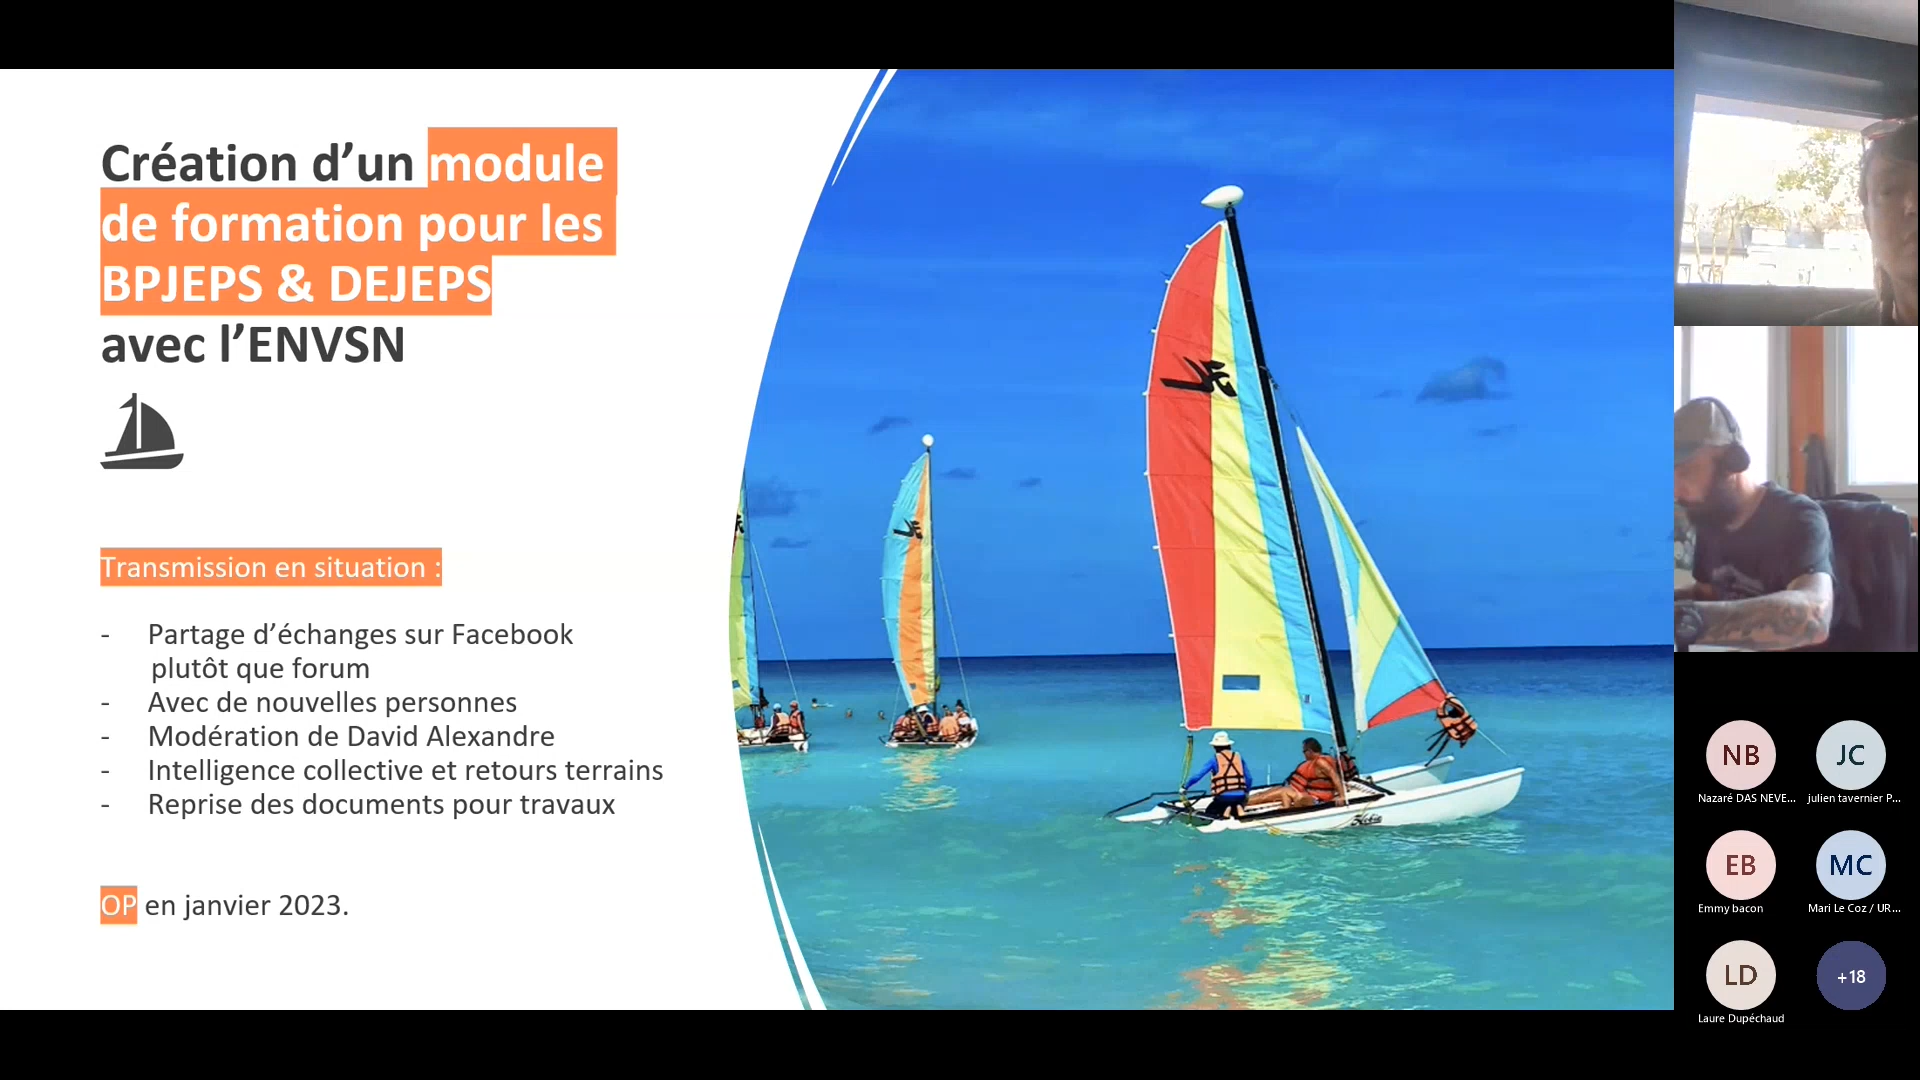 Création d’un module
de formation pour les
BPJEPS & DEJEPS
avec l’ENVSN
Transmission en situation :
- Partage d’échanges sur Facebook
plutôt que forum
- Avec de nouvelles personnes
- Modération de David Alexandre
- Intelligence collective et retours terrains
- Reprise des documents pour travaux
OP en janvier 2023.
NB
Nazaré DAS NEVE...
JC
julien tavernier P...
EB
Emmy bacon
MC
Mari Le Coz / UR...
LD
Laure Dupéchaud
+18